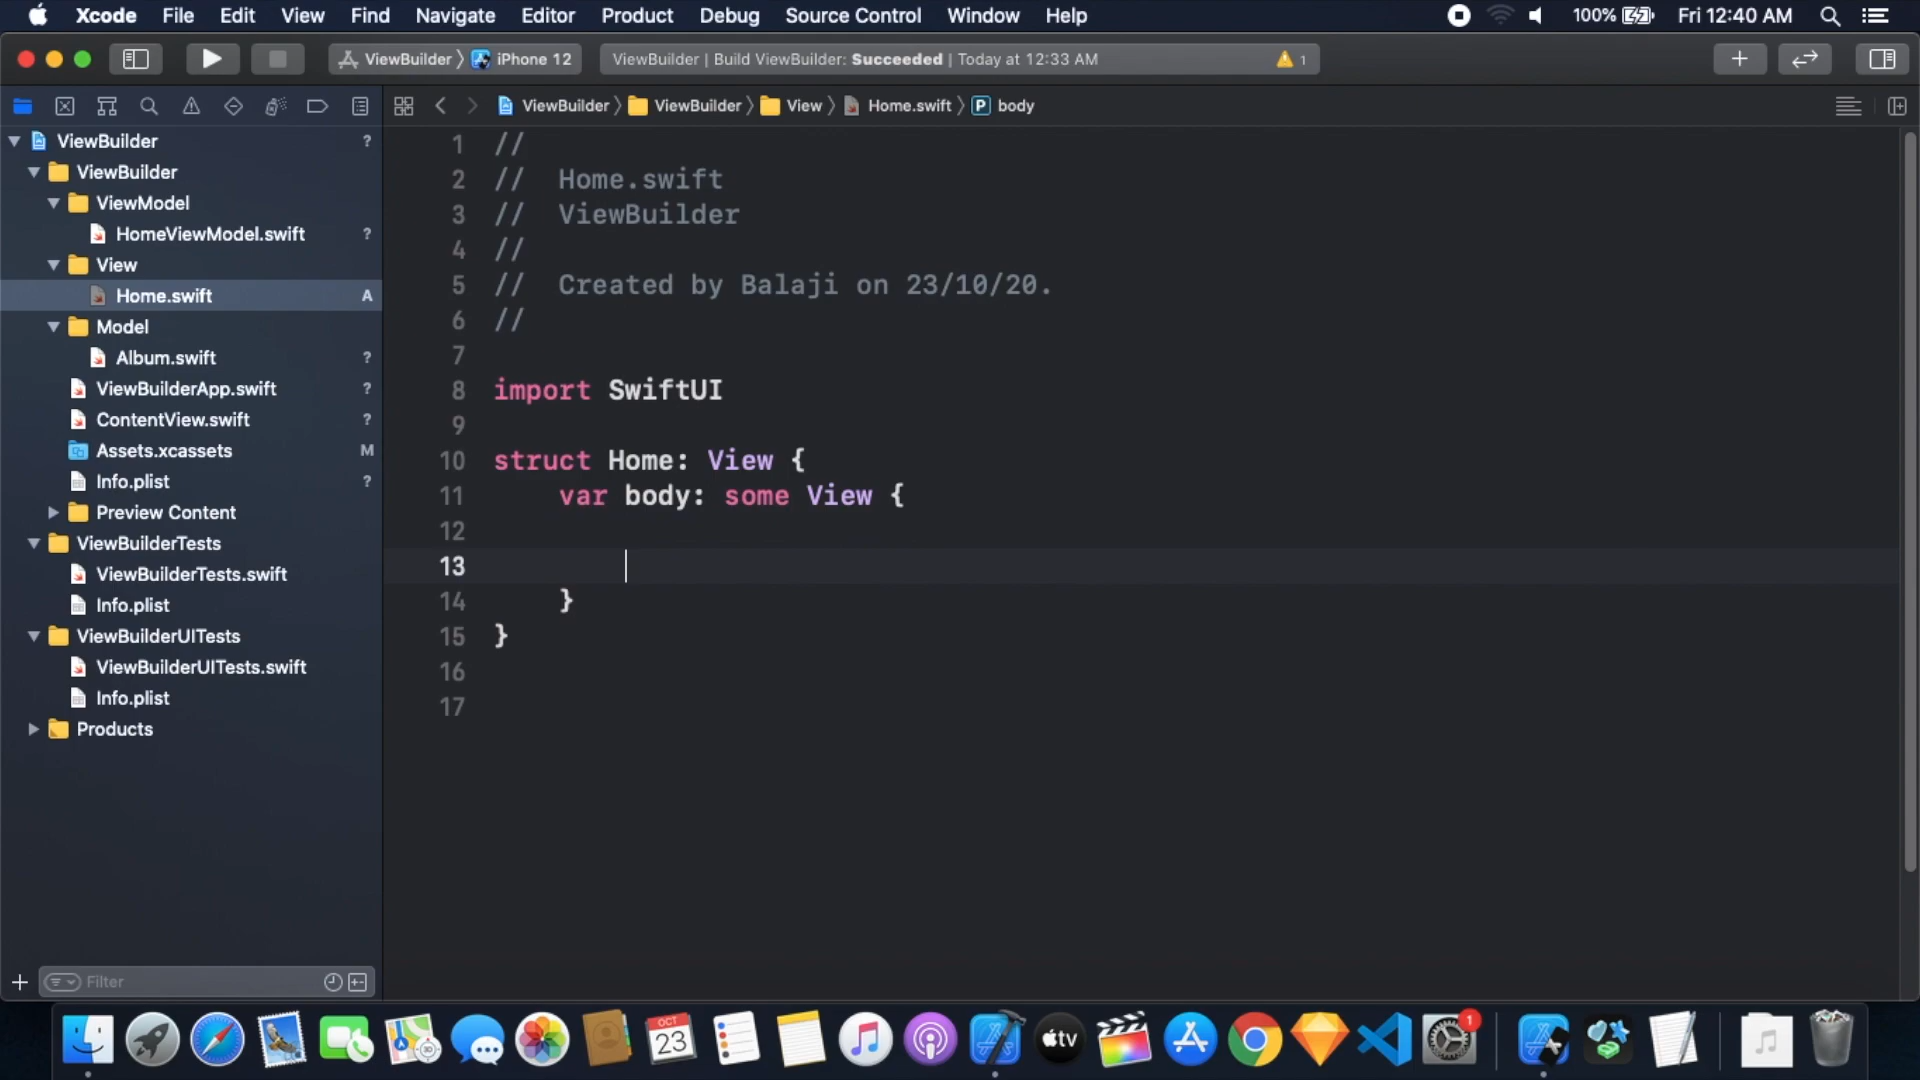 Xcode File Edit View Find Navigate Editor Product Debug Source Control Window Help 100% Fri 12:40 AM
ViewBuilder 〉 iPhone 12 ViewBuilder | Build ViewBuilder: Succeeded | Today at 12:33 AM 1
ViewBuilder 〉 ViewBuilder 〉 View 〉 Home.swift 〉 P body
ViewBuilder ?
ViewBuilder
ViewModel
HomeViewModel.swift ?
View
Home.swift A
Model
Album.swift ?
ViewBuilderApp.swift ?
ContentView.swift ?
Assets.xcassets M
Info.plist ?
Preview Content
ViewBuilderTests
ViewBuilderTests.swift
Info.plist
ViewBuilderUITests
ViewBuilderUITests.swift
Info.plist
Products
Filter
1 //
2 //  Home.swift
3 //  ViewBuilder
4 //
5 //  Created by Balaji on 23/10/20.
6 //
7
8 import SwiftUI
9
10 struct Home: View {
11     var body: some View {
12
13
14     }
15 }
16
17
OCT
23
tv
1